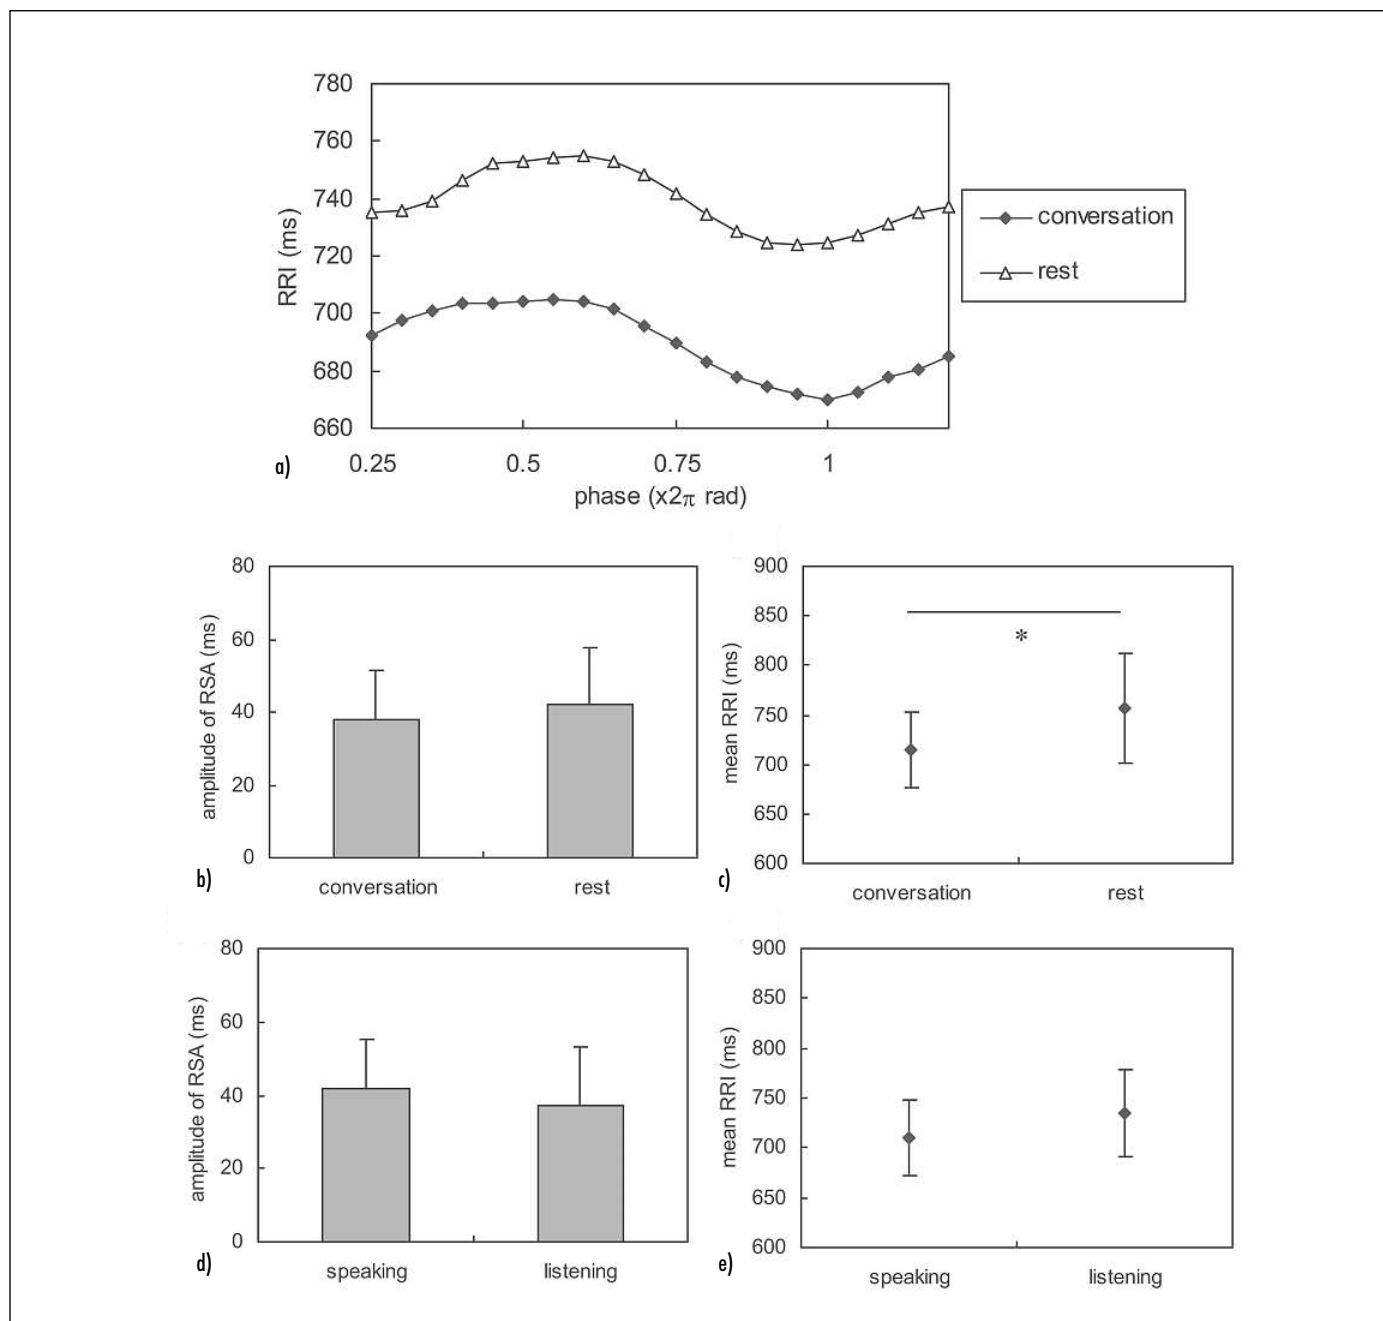 780
760
740
720
700
680
660
RRI (ms)
conversation
rest
a)
0.25 0.5 0.75 1
phase (x2π rad)
80
60
40
20
0
amplitude of RSA (ms)
b)
conversation rest
900
850
800
750
700
650
600
mean RRI (ms)
*
c)
conversation rest
80
60
40
20
0
amplitude of RSA (ms)
d)
speaking listening
900
850
800
750
700
650
600
mean RRI (ms)
e)
speaking listening